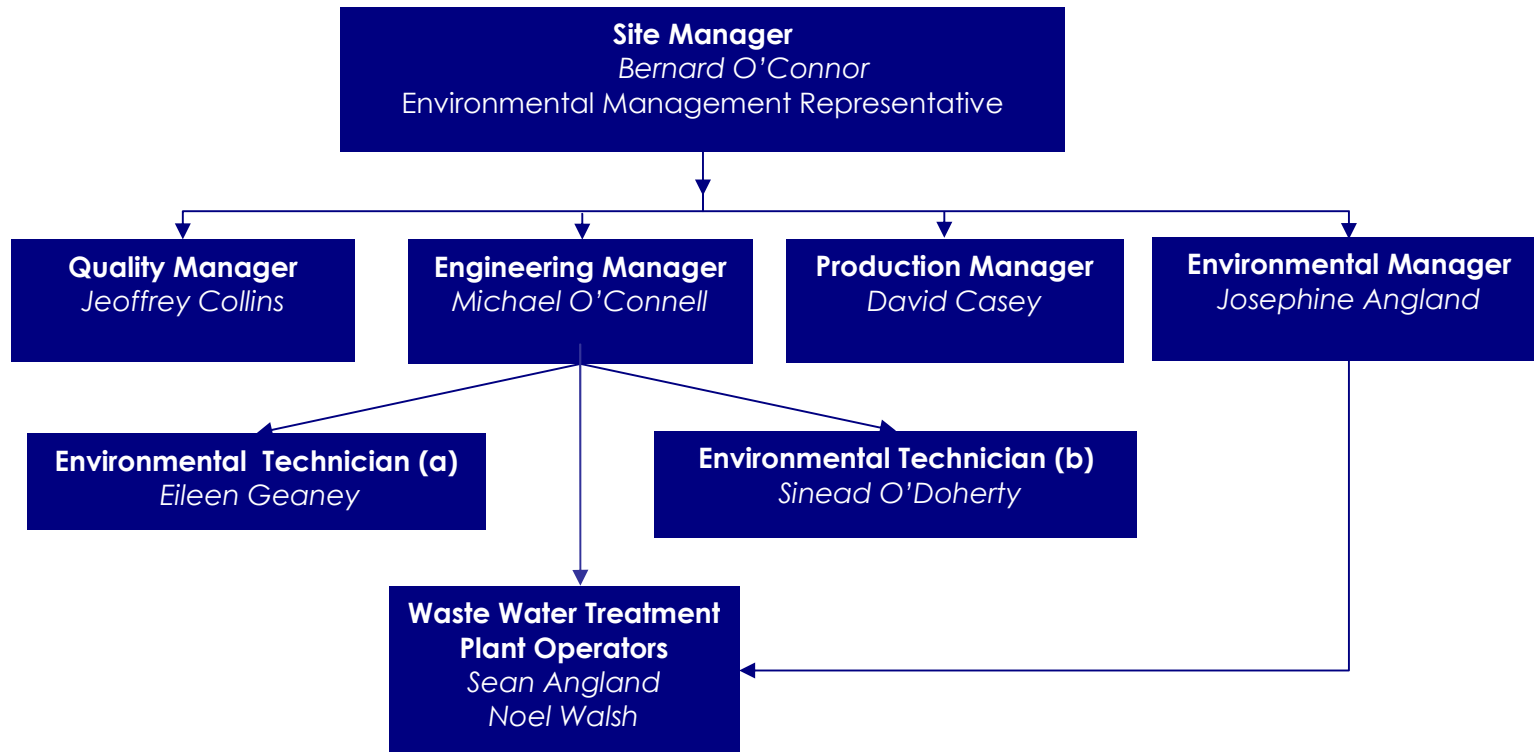 Site Manager
Bernard O’Connor
Environmental Management Representative
Quality Manager
Jeoffrey Collins
Engineering Manager
Michael O’Connell
Production Manager
David Casey
Environmental Manager
Josephine Angland
Environmental Technician (a)
Eileen Geaney
Environmental Technician (b)
Sinead O’Doherty
Waste Water Treatment
Plant Operators
Sean Angland
Noel Walsh